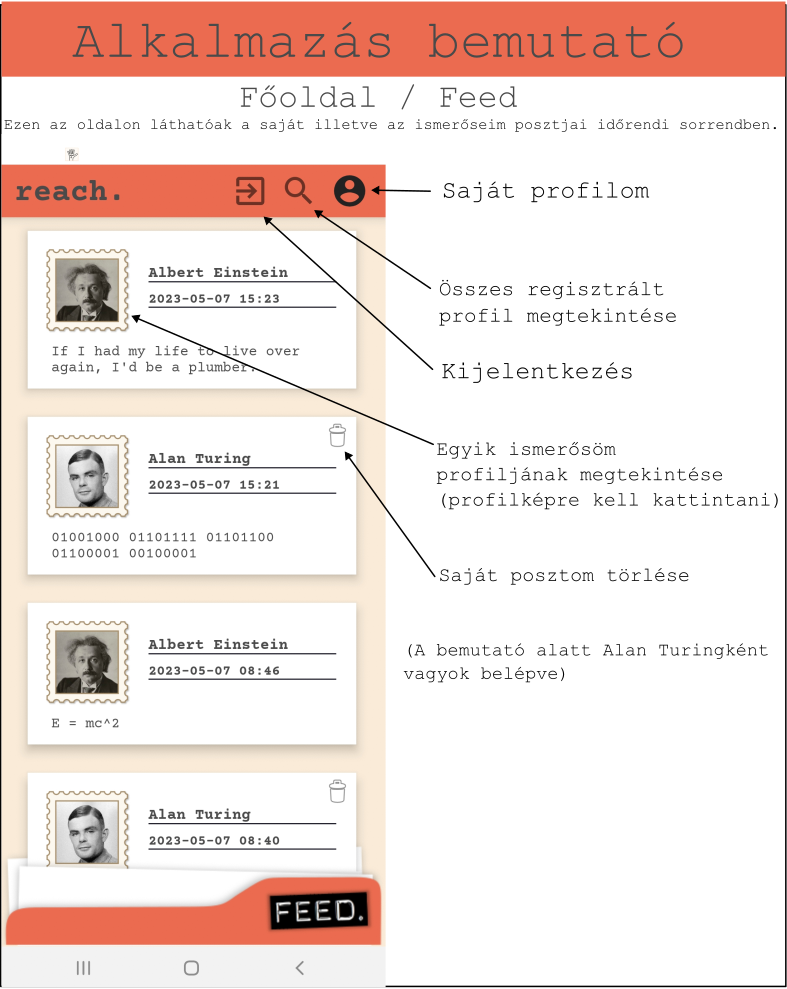 Alkalmazás bemutató
Főoldal / Feed
Ezen az oldalon láthatóak a saját illetve az ismerőseim posztjai időrendi sorrendben.
reach.
Saját profilom
Összes regisztrált
profil megtekintése
Kijelentkezés
Albert Einstein
2023-05-07 15:23
If I had my life to live over
again, I'd be a plumber.
Egyik ismerősöm
profiljának megtekintése
(profilképre kell kattintani)
Alan Turing
2023-05-07 15:21
01001000 01101111 01101100
01100001 00100001
Saját posztom törlése
(A bemutató alatt Alan Turingként
vagyok belépve)
Albert Einstein
2023-05-07 08:46
E = mc^2
Alan Turing
2023-05-07 08:40
FEED.